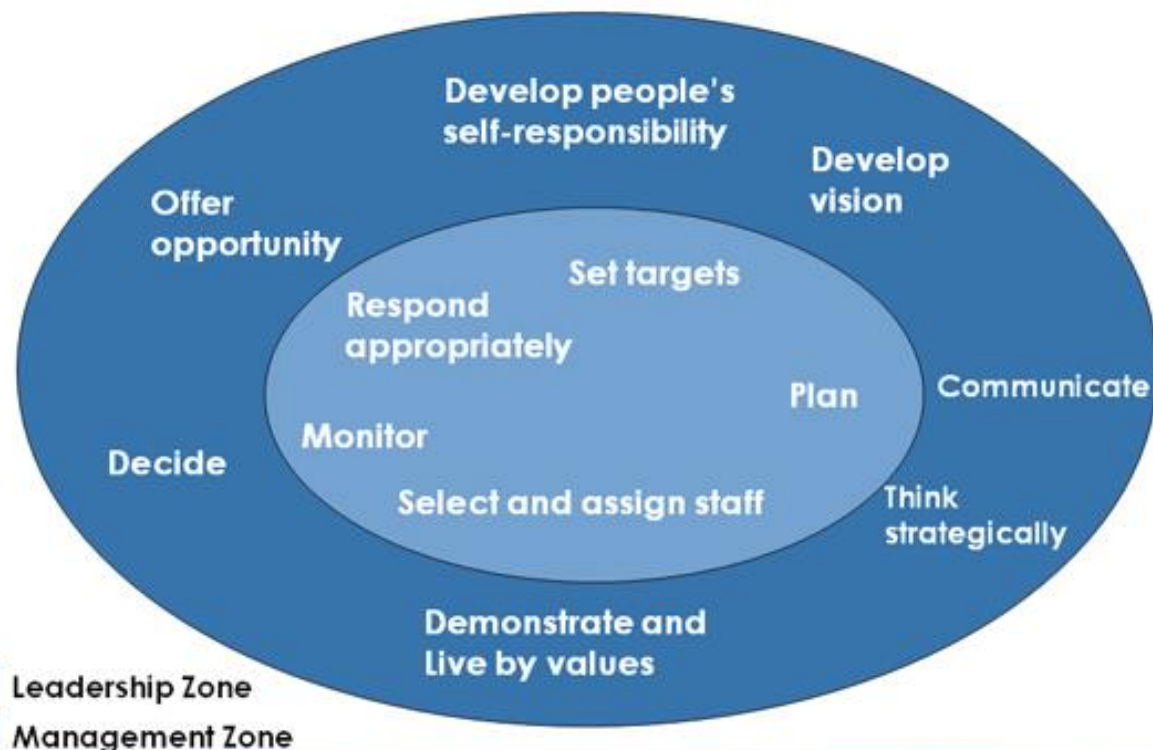 Develop people's
self-responsibility
Develop
vision
Offer
opportunity
Set targets
Respond
appropriately
Plan
Communicate
Monitor
Decide
Select and assign staff
Think
strategically
Demonstrate and
Live by values
Leadership Zone
Management Zone